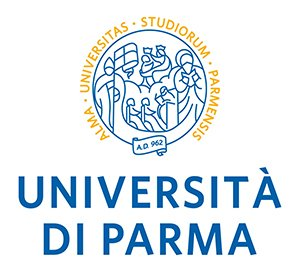 ALMA · UNIVERSITAS · STUDIORUM · PARMENSIS
A.D. 962
UNIVERSITÀ
DI PARMA